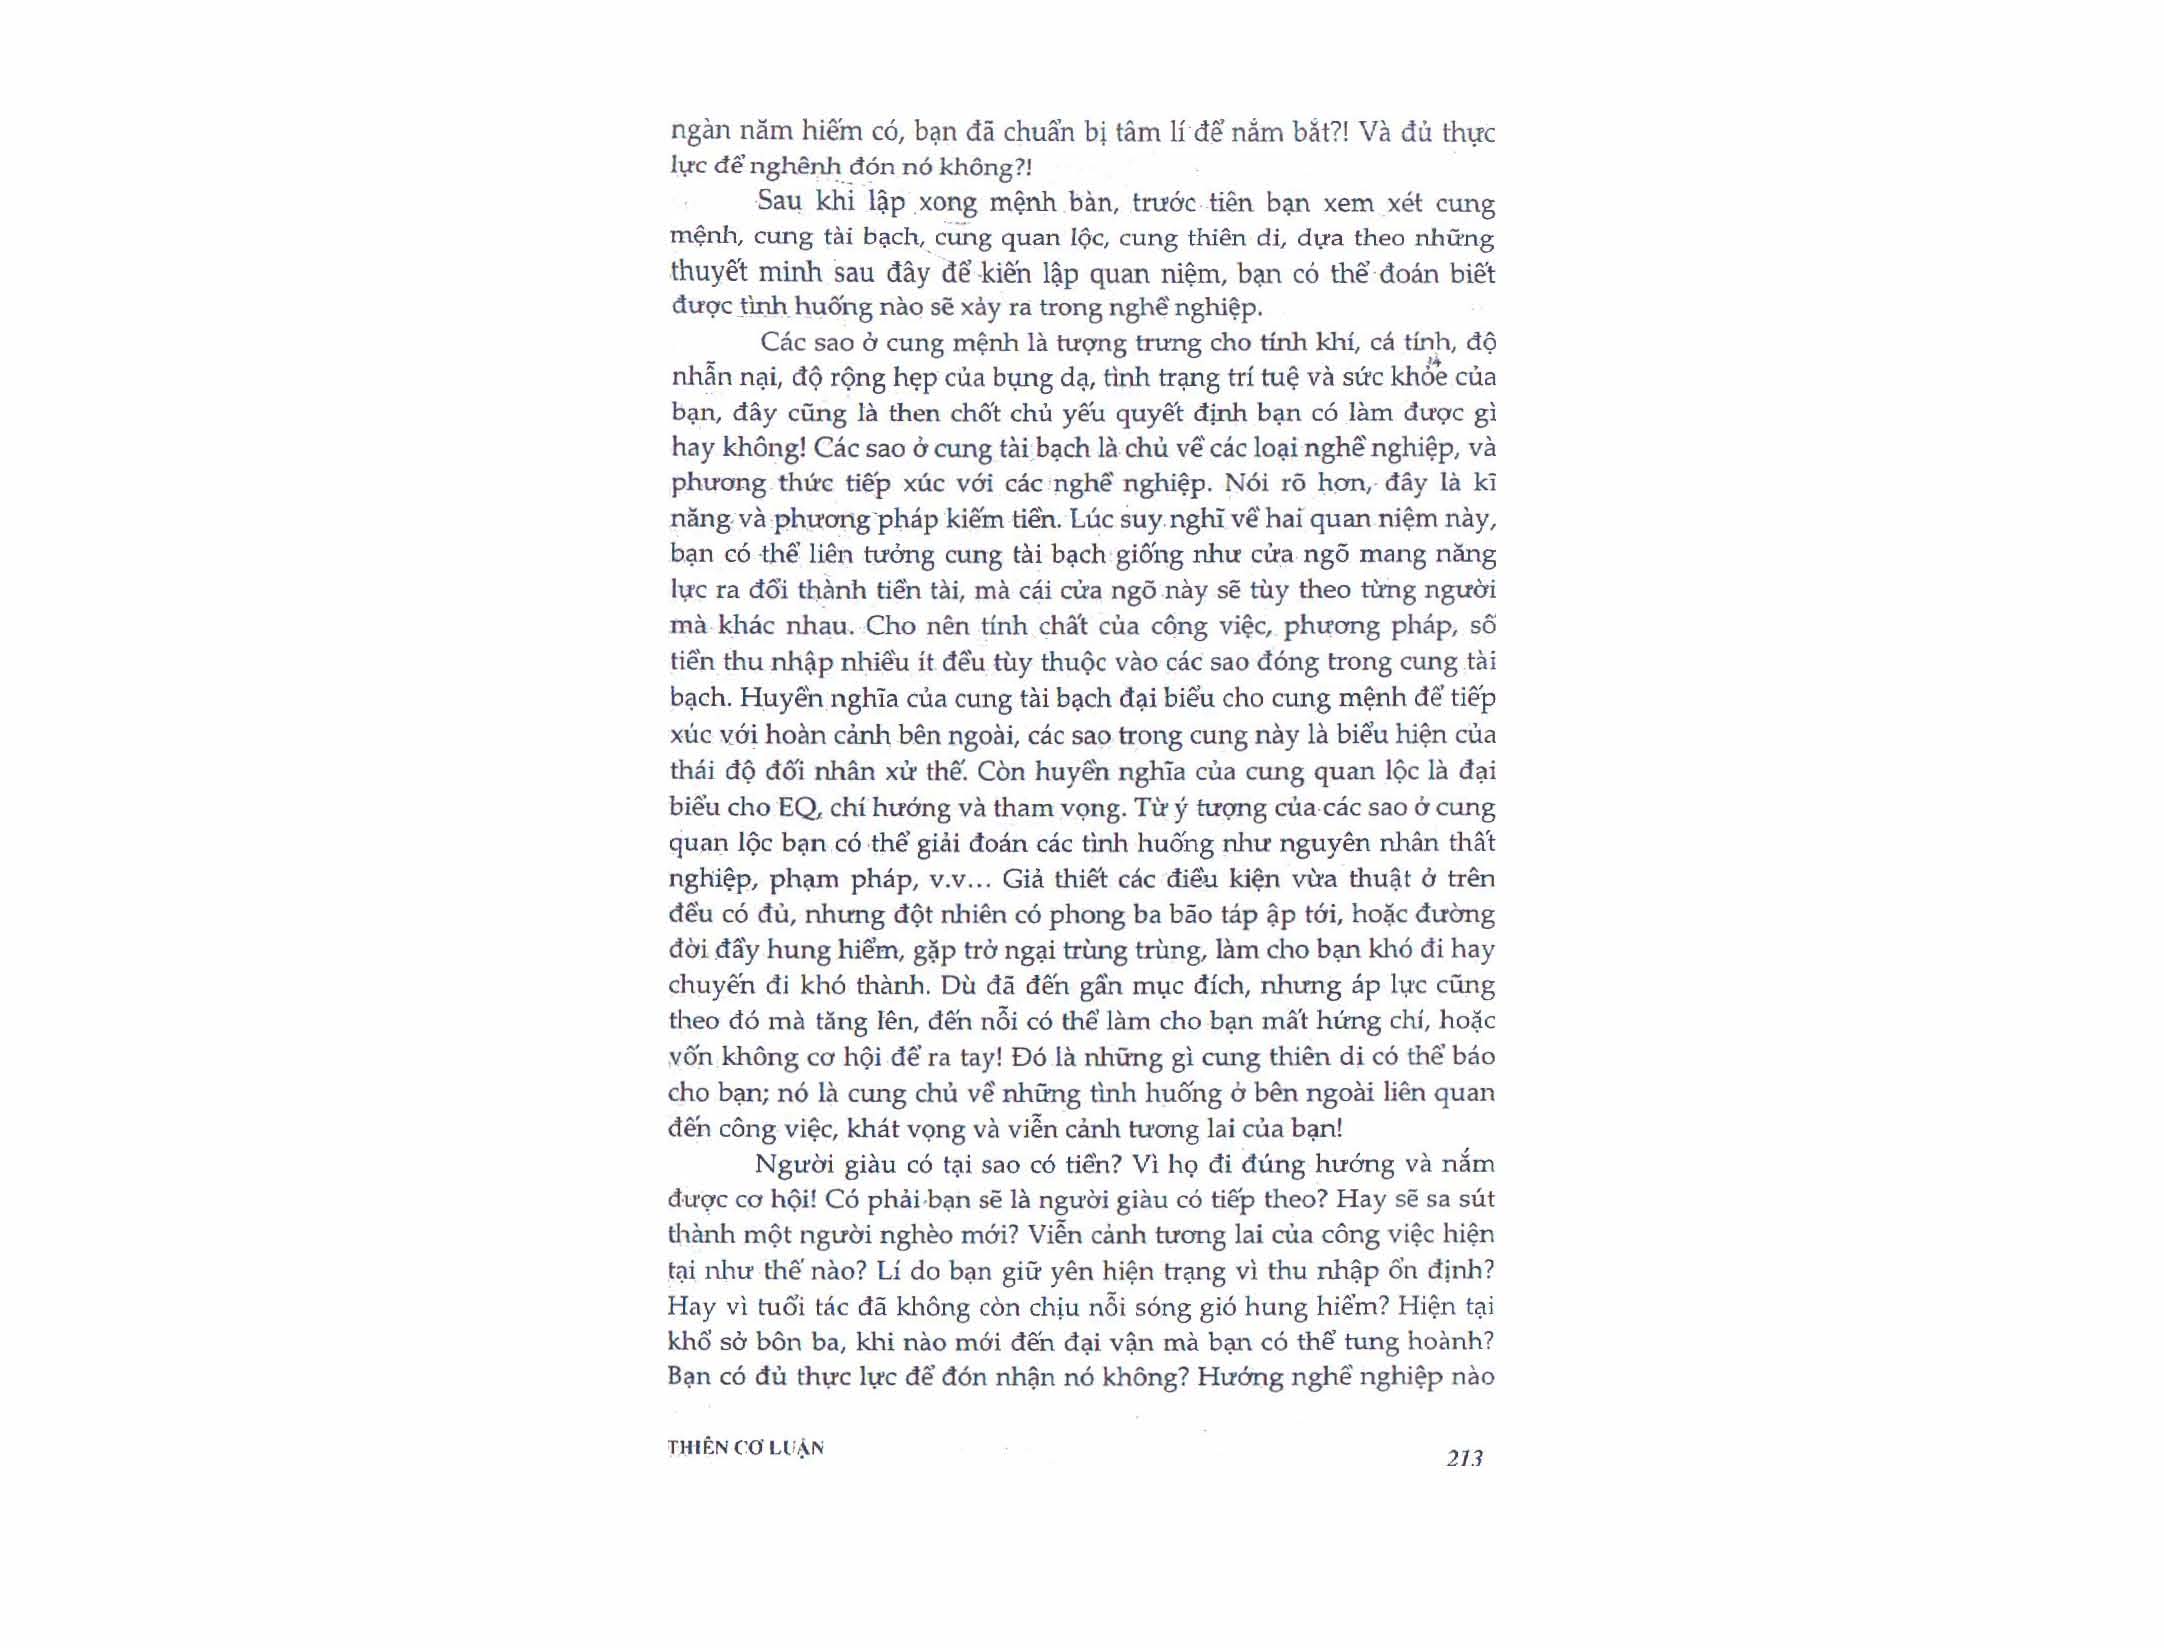 ngàn năm hiếm có, bạn đã chuẩn bị tâm lí để nắm bắt?! Và đủ thực
lực để nghênh đón nó không?!
Sau khi lập xong mệnh bàn, trước tiên bạn xem xét cung
mệnh, cung tài bạch, cung quan lộc, cung thiên di, dựa theo những
thuyết minh sau đây để kiến lập quan niệm, bạn có thể đoán biết
được tình huống nào sẽ xảy ra trong nghề nghiệp.
Các sao ở cung mệnh là tượng trưng cho tính khí, cá tính, độ
nhẫn nại, độ rộng hẹp của bụng dạ, tình trạng trí tuệ và sức khỏe của
bạn, đây cũng là then chốt chủ yếu quyết định bạn có làm được gì
hay không! Các sao ở cung tài bạch là chủ về các loại nghề nghiệp, và
phương thức tiếp xúc với các nghề nghiệp. Nói rõ hơn, đây là kĩ
năng và phương pháp kiếm tiền. Lúc suy nghĩ về hai quan niệm này,
bạn có thể liên tưởng cung tài bạch giống như cửa ngõ mang năng
lực ra đổi thành tiền tài, mà cái cửa ngõ này sẽ tùy theo từng người
mà khác nhau. Cho nên tính chất của công việc, phương pháp, số
tiền thu nhập nhiều ít đều tùy thuộc vào các sao đóng trong cung tài
bạch. Huyền nghĩa của cung tài bạch đại biểu cho cung mệnh để tiếp
xúc với hoàn cảnh bên ngoài, các sao trong cung này là biểu hiện của
thái độ đối nhân xử thế. Còn huyền nghĩa của cung quan lộc là đại
biểu cho EQ, chí hướng và tham vọng. Từ ý tượng của các sao ở cung
quan lộc bạn có thể giải đoán các tình huống như nguyên nhân thất
nghiệp, phạm pháp, v.v... Giả thiết các điều kiện vừa thuật ở trên
đều có đủ, nhưng đột nhiên có phong ba bão táp ập tới, hoặc đường
đời đầy hung hiểm, gặp trở ngại trùng trùng, làm cho bạn khó đi hay
chuyến đi khó thành. Dù đã đến gần mục đích, nhưng áp lực cũng
theo đó mà tăng lên, đến nỗi có thể làm cho bạn mất hứng chí, hoặc
vốn không cơ hội để ra tay! Đó là những gì cung thiên di có thể báo
cho bạn; nó là cung chủ về những tình huống ở bên ngoài liên quan
đến công việc, khát vọng và viễn cảnh tương lai của bạn!
Người giàu có tại sao có tiền? Vì họ đi đúng hướng và nắm
được cơ hội! Có phải bạn sẽ là người giàu có tiếp theo? Hay sẽ sa sút
thành một người nghèo mới? Viễn cảnh tương lai của công việc hiện
tại như thế nào? Lí do bạn giữ yên hiện trạng vì thu nhập ổn định?
Hay vì tuổi tác đã không còn chịu nỗi sóng gió hung hiểm? Hiện tại
khổ sở bôn ba, khi nào mới đến đại vận mà bạn có thể tung hoành?
Bạn có đủ thực lực để đón nhận nó không? Hướng nghề nghiệp nào
THIÊN CƠ LUẬN
213